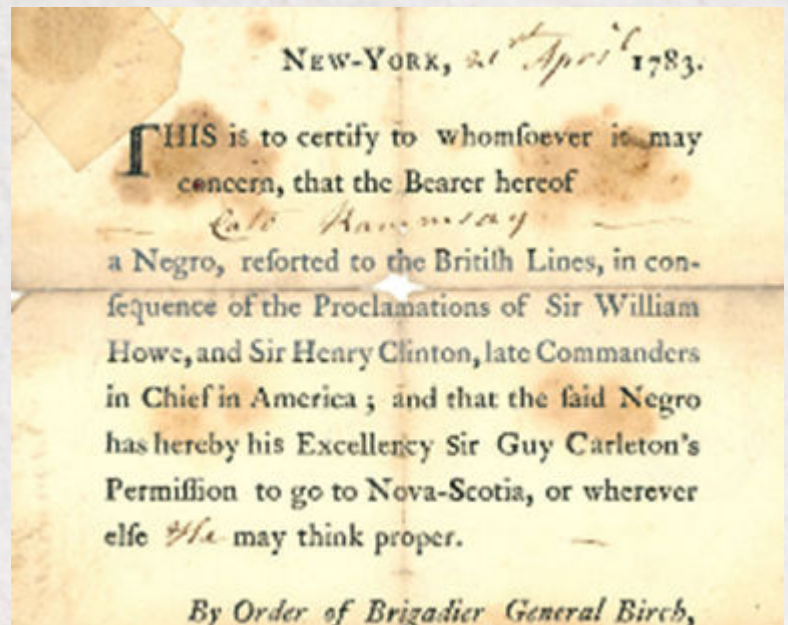 NEW-YORK, 21st April 1783.
THIS is to certify to whomſoever it may
concern, that the Bearer hereof
Cato Rammsay
a Negro, reſorted to the Britiſh Lines, in con-
ſequence of the Proclamations of Sir William
Howe, and Sir Henry Clinton, late Commanders
in Chief in America; and that the ſaid Negro
has hereby his Excellency Sir Guy Carleton's
Permiſſion to go to Nova-Scotia, or wherever
elſe He may think proper.
By Order of Brigadier General Birch,